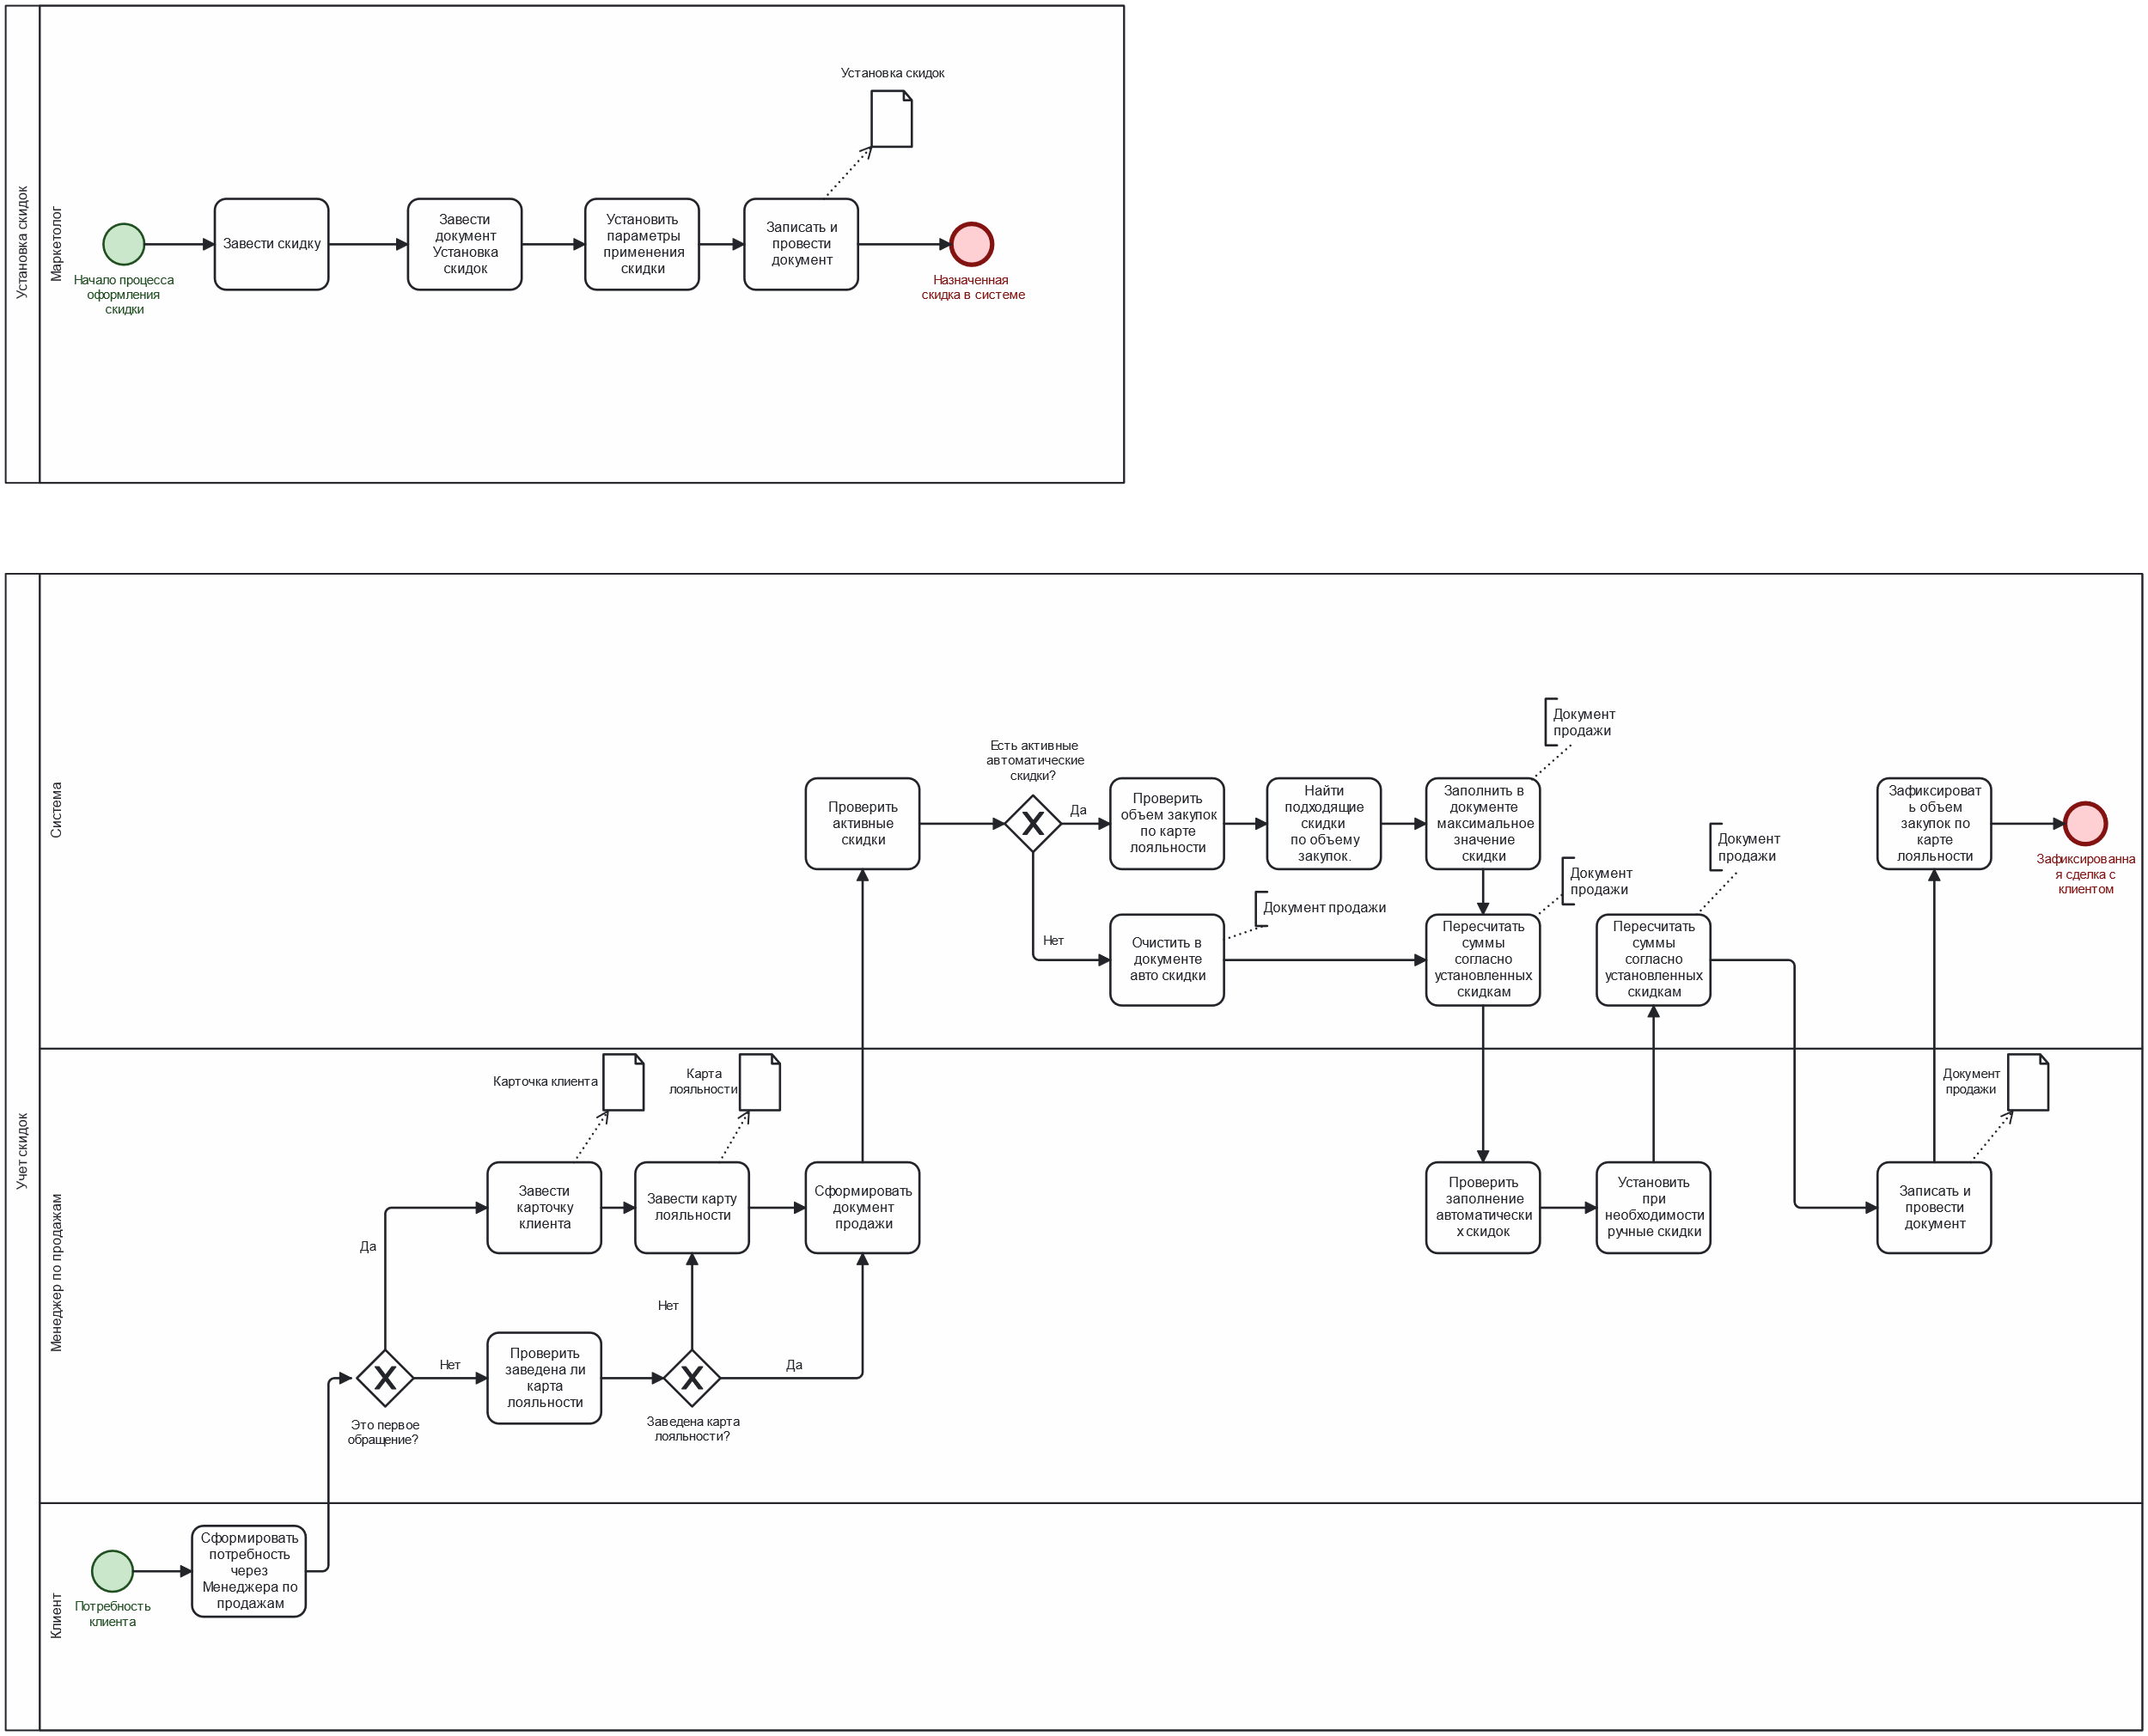 Установка скидок
Маркетолог
Установка скидок
Начало процесса
оформления
скидки
Завести скидку
Завести
документ
Установка
скидок
Установить
параметры
применения
скидки
Записать и
провести
документ
Назначенная
скидка в системе
Учет скидок
Система
Проверить
активные
скидки
Есть активные
автоматические
скидки?
Да
Нет
Проверить
объем закупок
по карте
лояльности
Найти
подходящие
скидки
по объему
закупок.
Заполнить в
документе
максимальное
значение
скидки
Документ
продажи
Очистить в
документе
авто скидки
Документ продажи
Пересчитать
суммы
согласно
установленных
скидкам
Документ
продажи
Пересчитать
суммы
согласно
установленных
скидкам
Документ
продажи
Зафиксироват
ь объем
закупок по
карте
лояльности
Зафиксированна
я сделка с
клиентом
Менеджер по продажам
Карточка клиента
Карта
лояльности
Завести
карточку
клиента
Завести карту
лояльности
Сформировать
документ
продажи
Да
Нет
Это первое
обращение?
Проверить
заведена ли
карта
лояльности
Нет
Да
Заведена карта
лояльности?
Проверить
заполнение
автоматически
х скидок
Установить
при
необходимости
ручные скидки
Записать и
провести
документ
Документ
продажи
Клиент
Потребность
клиента
Сформировать
потребность
через
Менеджера по
продажам